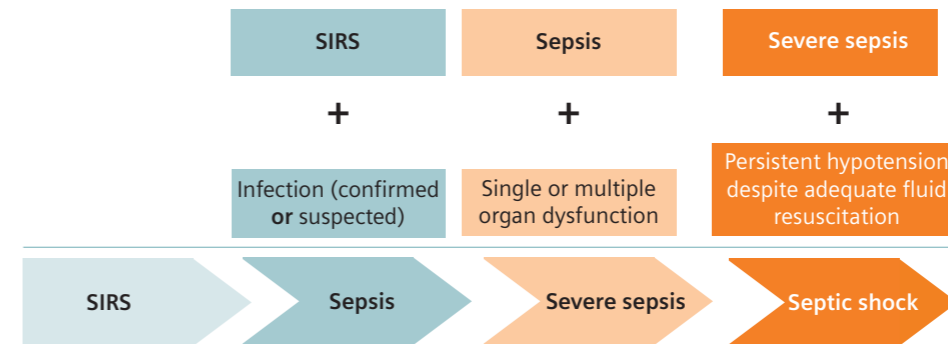 SIRS
+
Infection (confirmed
or suspected)
Sepsis
+
Single or multiple
organ dysfunction
Severe sepsis
+
Persistent hypotension
despite adequate fluid
resuscitation
SIRS
Sepsis
Severe sepsis
Septic shock